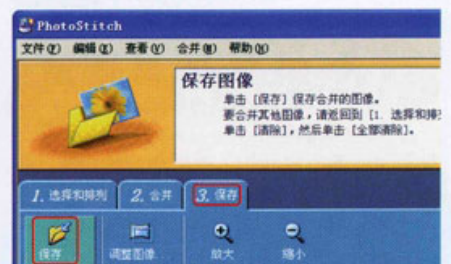 PhotoStitch
文件(F) 编辑(E) 查看(V) 合并(M) 帮助(H)
保存图像
单击 [保存] 保存合并的图像。
要合并其他图像，请返回到 [1. 选择和排
单击 [清除]，然后单击 [全部清除]。
1. 选择和排列 2. 合并 3. 保存
保存 调整图像... 放大 缩小